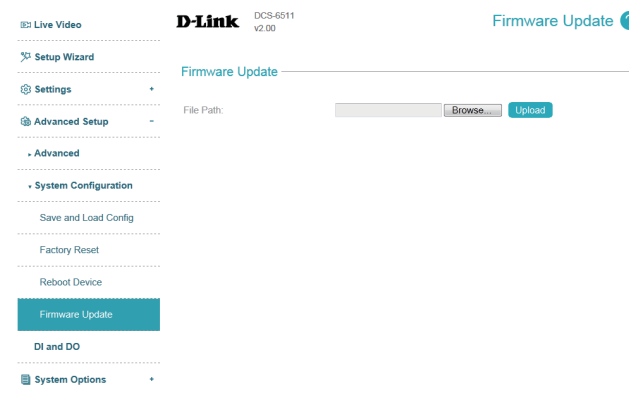 Live Video
Setup Wizard
Settings +
Advanced Setup -
Advanced
System Configuration
Save and Load Config
Factory Reset
Reboot Device
Firmware Update
DI and DO
System Options +
D-Link DCS-6511
v2.00
Firmware Update ?
Firmware Update
File Path: Browse... Upload